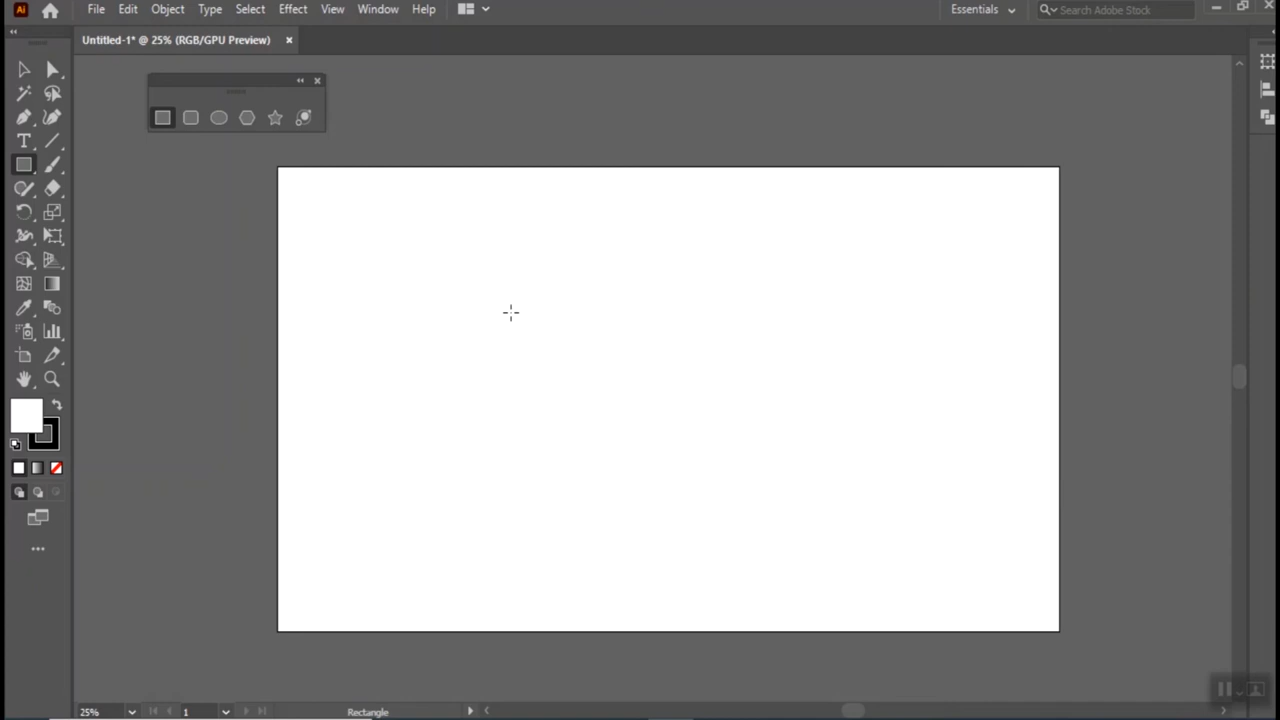 Ai File Edit Object Type Select Effect View Window Help Essentials Search Adobe Stock
Untitled-1* @ 25% (RGB/GPU Preview)
T
25% 1 Rectangle